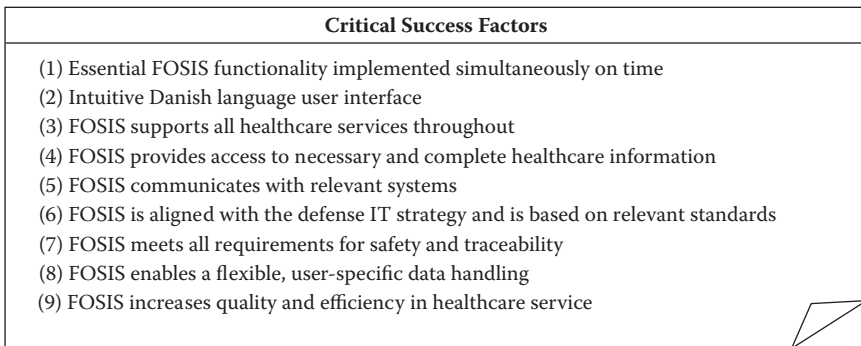 Critical Success Factors
(1) Essential FOSIS functionality implemented simultaneously on time
(2) Intuitive Danish language user interface
(3) FOSIS supports all healthcare services throughout
(4) FOSIS provides access to necessary and complete healthcare information
(5) FOSIS communicates with relevant systems
(6) FOSIS is aligned with the defense IT strategy and is based on relevant standards
(7) FOSIS meets all requirements for safety and traceability
(8) FOSIS enables a flexible, user-specific data handling
(9) FOSIS increases quality and efficiency in healthcare service